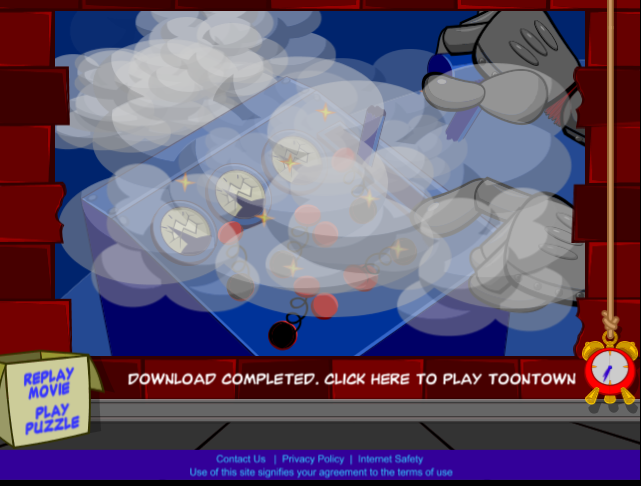 DOWNLOAD COMPLETED. CLICK HERE TO PLAY TOONTOWN
REPLAY
MOVIE
PLAY
PUZZLE
Contact Us | Privacy Policy | Internet Safety
Use of this site signifies your agreement to the terms of use